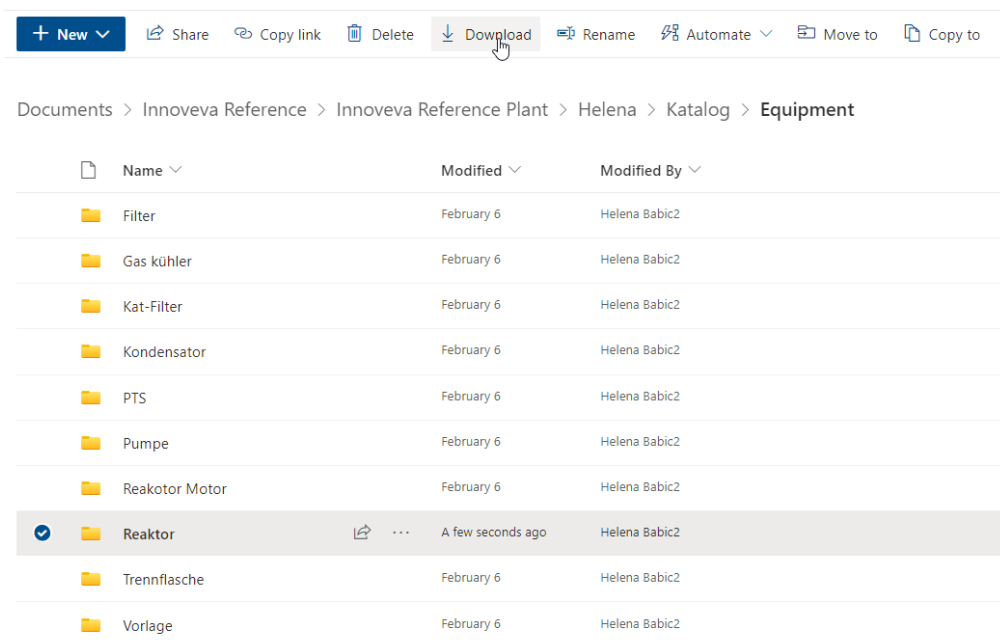 New Share Copy link Delete Download Rename Automate Move to Copy to
Documents > Innoveva Reference > Innoveva Reference Plant > Helena > Katalog > Equipment
Name Modified Modified By
Filter February 6 Helena Babic2
Gas kühler February 6 Helena Babic2
Kat-Filter February 6 Helena Babic2
Kondensator February 6 Helena Babic2
PTS February 6 Helena Babic2
Pumpe February 6 Helena Babic2
Reakotor Motor February 6 Helena Babic2
Reaktor ... A few seconds ago Helena Babic2
Trennflasche February 6 Helena Babic2
Vorlage February 6 Helena Babic2